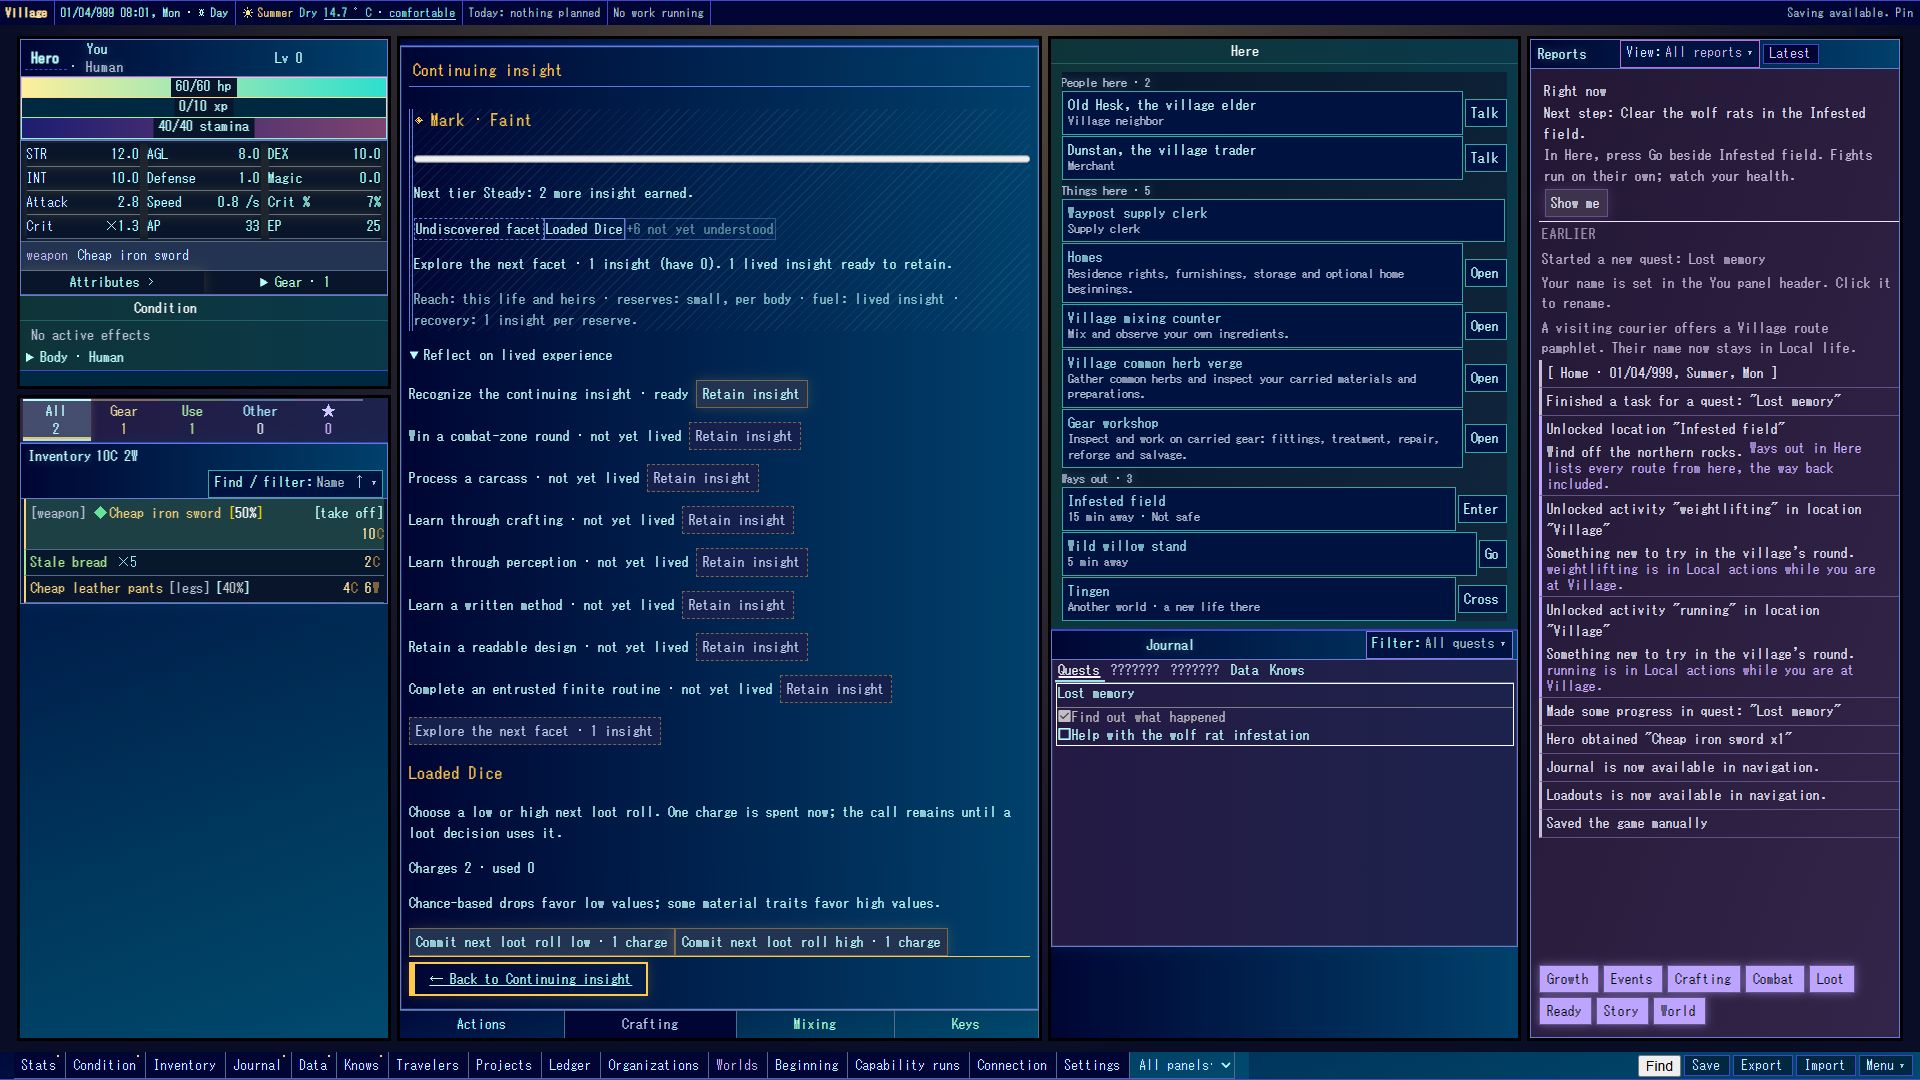 Village 01/04/999 08:01, Mon · ☀ Day ☀ Summer Dry 14.7 ° C · comfortable Today: nothing planned No work running Saving available. Pin
Hero · You Human Lv 0
60/60 hp
0/10 xp
40/40 stamina
STR 12.0 AGL 8.0 DEX 10.0
INT 10.0 Defense 1.0 Magic 0.0
Attack 2.8 Speed 0.8 /s Crit % 7%
Crit ×1.3 AP 33 EP 25
weapon Cheap iron sword
Attributes > ▶ Gear · 1
Condition
No active effects
▶ Body · Human
All 2 Gear 1 Use 1 Other 0 ★ 0
Inventory 10C 2W
Find / filter: Name ↑ ▾
[weapon] ◆Cheap iron sword [50%] [take off]
10C
Stale bread ×5 2C
Cheap leather pants [legs] [40%] 4C 6W
Continuing insight
◈ Mark · Faint
Next tier Steady: 2 more insight earned.
Undiscovered facet Loaded Dice +6 not yet understood
Explore the next facet · 1 insight (have 0). 1 lived insight ready to retain.
Reach: this life and heirs · reserves: small, per body · fuel: lived insight ·
recovery: 1 insight per reserve.
▼ Reflect on lived experience
Recognize the continuing insight · ready Retain insight
Win a combat-zone round · not yet lived Retain insight
Process a carcass · not yet lived Retain insight
Learn through crafting · not yet lived Retain insight
Learn through perception · not yet lived Retain insight
Learn a written method · not yet lived Retain insight
Retain a readable design · not yet lived Retain insight
Complete an entrusted finite routine · not yet lived Retain insight
Explore the next facet · 1 insight
Loaded Dice
Choose a low or high next loot roll. One charge is spent now; the call remains until a
loot decision uses it.
Charges 2 · used 0
Chance-based drops favor low values; some material traits favor high values.
Commit next loot roll low · 1 charge Commit next loot roll high · 1 charge
← Back to Continuing insight
Actions Crafting Mixing Keys
Here
People here · 2
Old Hesk, the village elder
Village neighbor
Talk
Dunstan, the village trader
Merchant
Talk
Things here · 5
Waypost supply clerk
Supply clerk
Homes
Residence rights, furnishings, storage and optional home
beginnings.
Open
Village mixing counter
Mix and observe your own ingredients.
Open
Village common herb verge
Gather common herbs and inspect your carried materials and
preparations.
Open
Gear workshop
Inspect and work on carried gear: fittings, treatment, repair,
reforge and salvage.
Open
Ways out · 3
Infested field
15 min away · Not safe
Enter
Wild willow stand
5 min away
Go
Tingen
Another world · a new life there
Cross
Journal Filter: All quests ▾
Quests ??????? ??????? Data Knows
Lost memory
Find out what happened
Help with the wolf rat infestation
Reports View: All reports ▾ Latest
Right now
Next step: Clear the wolf rats in the Infested
field.
In Here, press Go beside Infested field. Fights
run on their own; watch your health.
Show me
EARLIER
Started a new quest: Lost memory
Your name is set in the You panel header. Click it
to rename.
A visiting courier offers a Village route
pamphlet. Their name now stays in Local life.
[ Home · 01/04/999, Summer, Mon ]
Finished a task for a quest: "Lost memory"
Unlocked location "Infested field"
Wind off the northern rocks. Ways out in Here
lists every route from here, the way back
included.
Unlocked activity "weightlifting" in location
"Village"
Something new to try in the village's round.
weightlifting is in Local actions while you are
at Village.
Unlocked activity "running" in location
"Village"
Something new to try in the village's round.
running is in Local actions while you are at
Village.
Made some progress in quest: "Lost memory"
Hero obtained "Cheap iron sword x1"
Journal is now available in navigation.
Loadouts is now available in navigation.
Saved the game manually
Growth Events Crafting Combat Loot
Ready Story World
Stats Condition Inventory Journal Data Knows Travelers Projects Ledger Organizations Worlds Beginning Capability runs Connection Settings All panels Find Save Export Import Menu ▾